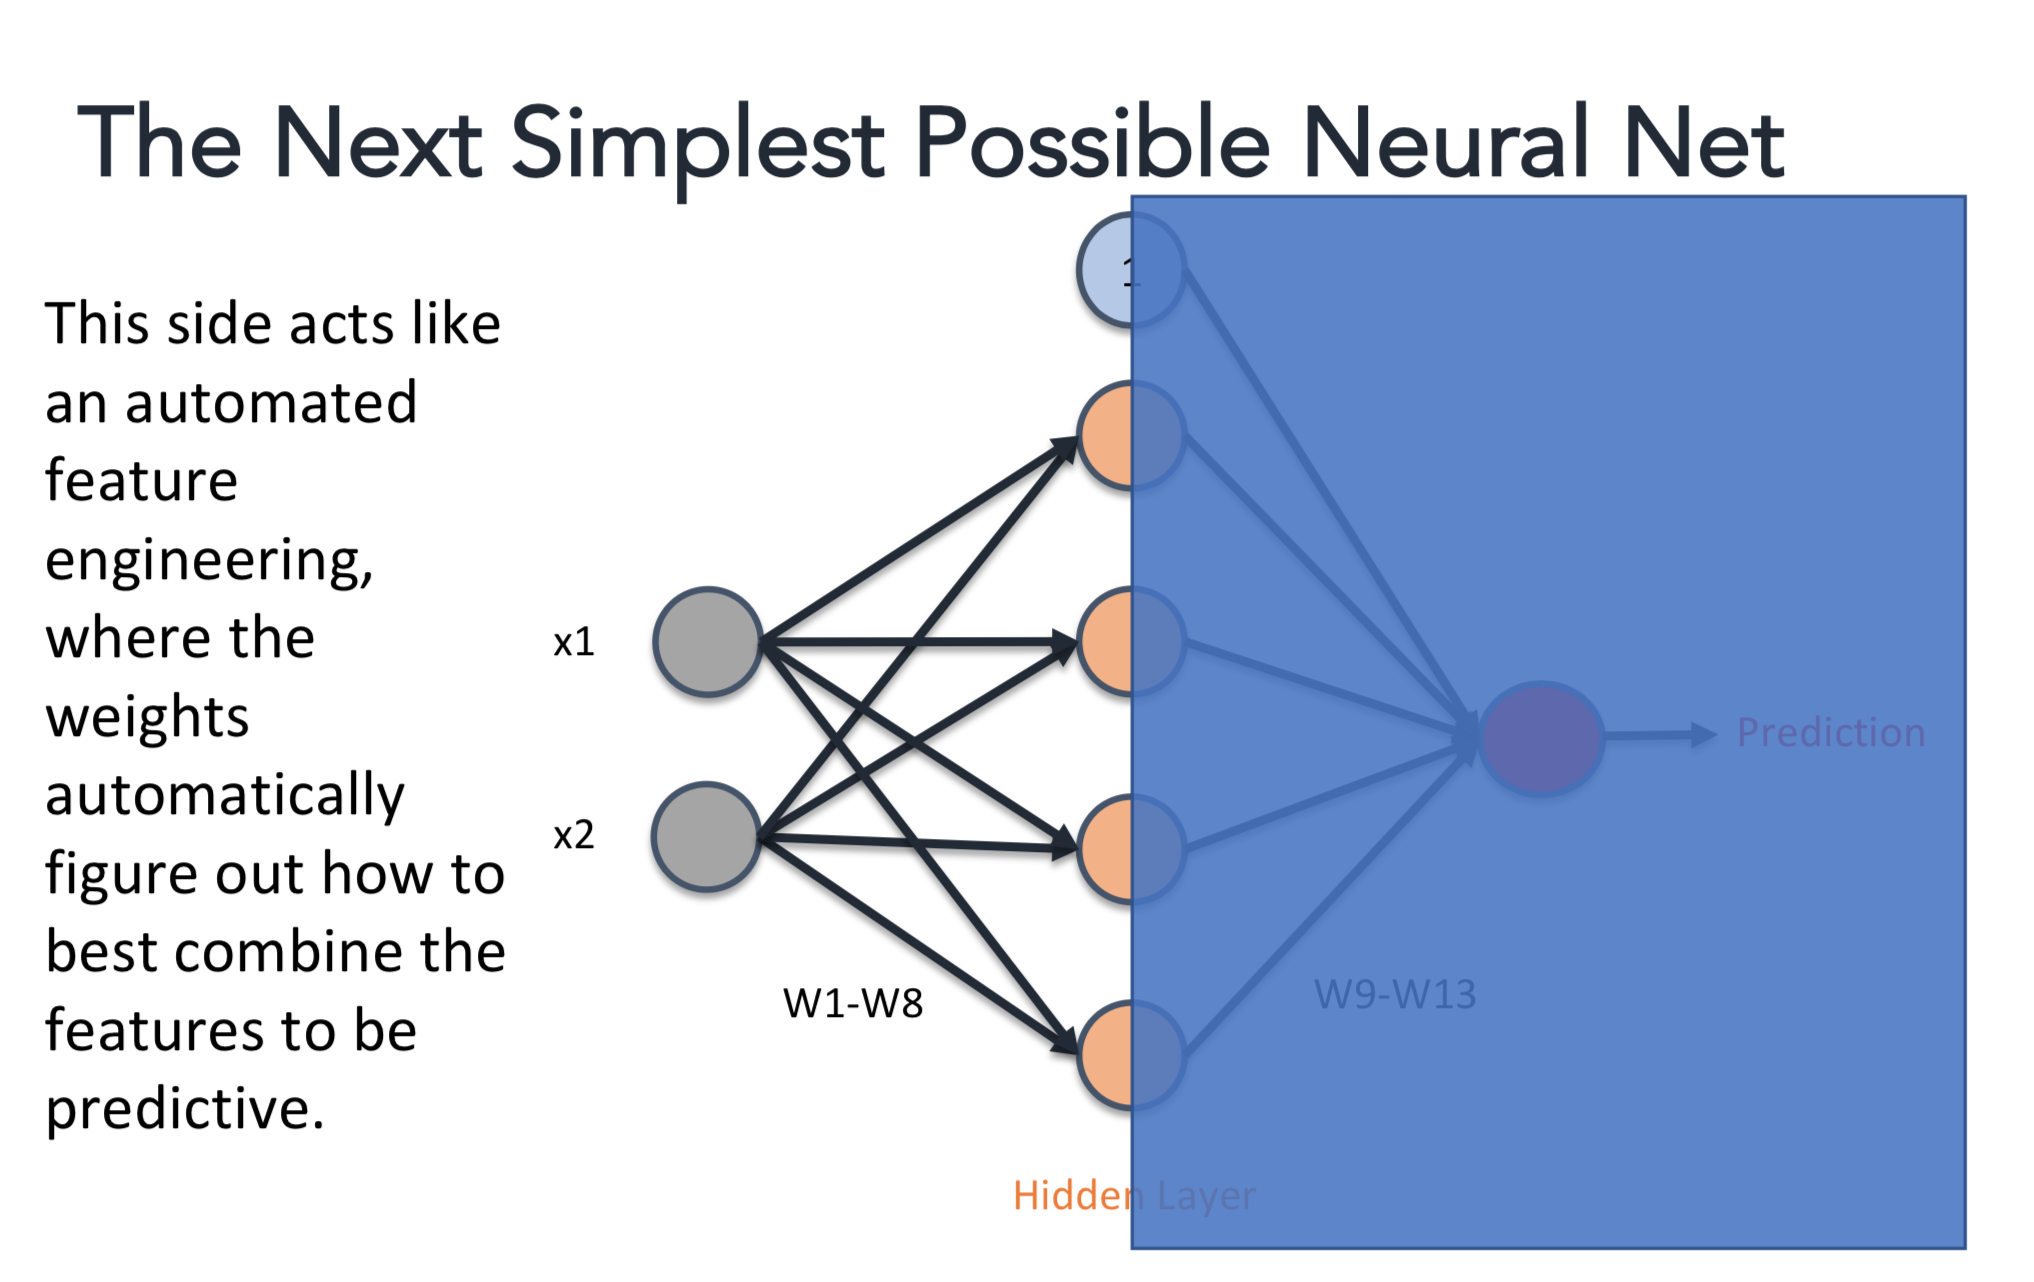 The Next Simplest Possible Neural Net
This side acts like
an automated
feature
engineering,
where the
weights
automatically
figure out how to
best combine the
features to be
predictive.
1
x1
x2
Prediction
W1-W8
W9-W13
Hidden Layer